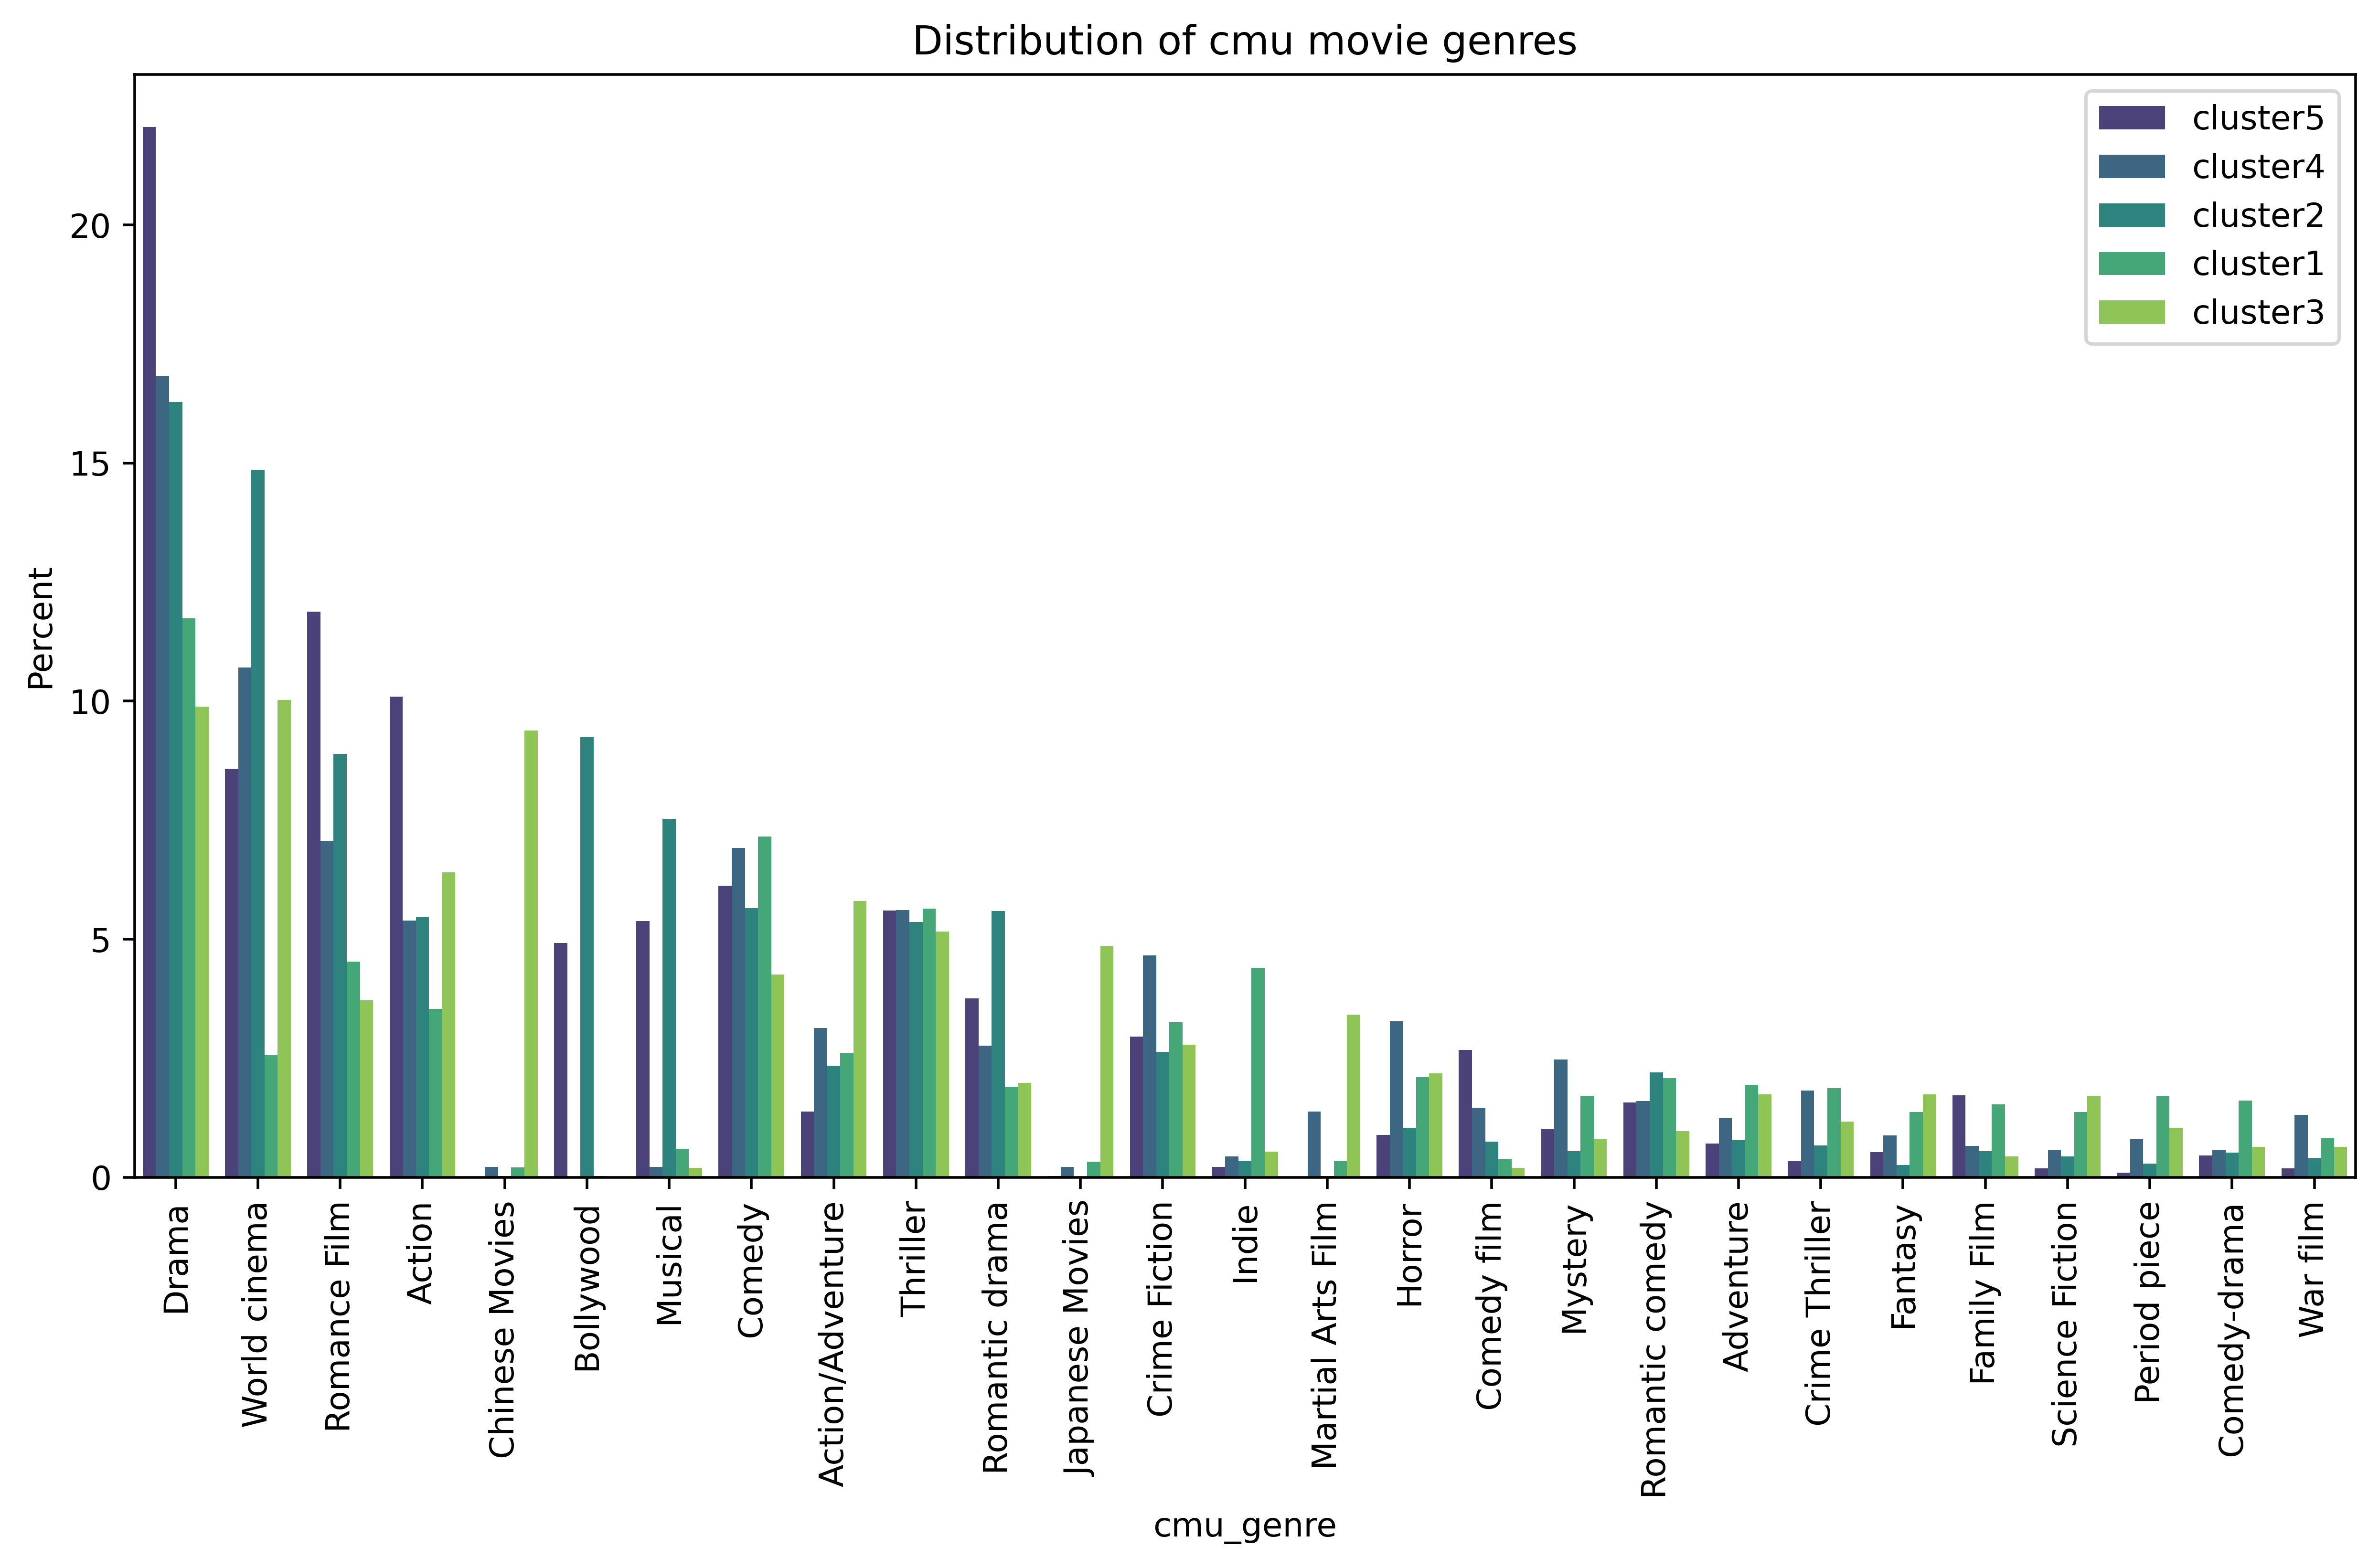 Distribution of cmu movie genres
cluster5
cluster4
cluster2
cluster1
cluster3
Percent
20
15
10
5
0
Drama
World cinema
Romance Film
Action
Chinese Movies
Bollywood
Musical
Comedy
Action/Adventure
Thriller
Romantic drama
Japanese Movies
Crime Fiction
Indie
Martial Arts Film
Horror
Comedy film
Mystery
Romantic comedy
Adventure
Crime Thriller
Fantasy
Family Film
Science Fiction
Period piece
Comedy-drama
War film
cmu_genre